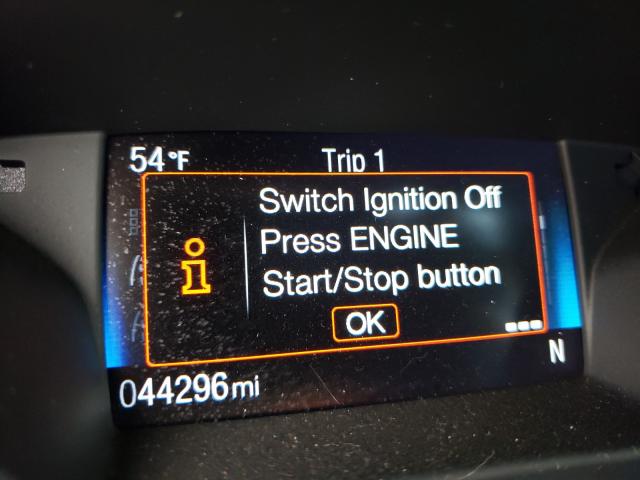 54°F Trip 1
Switch Ignition Off
Press ENGINE
Start/Stop button
OK
N
044296mi